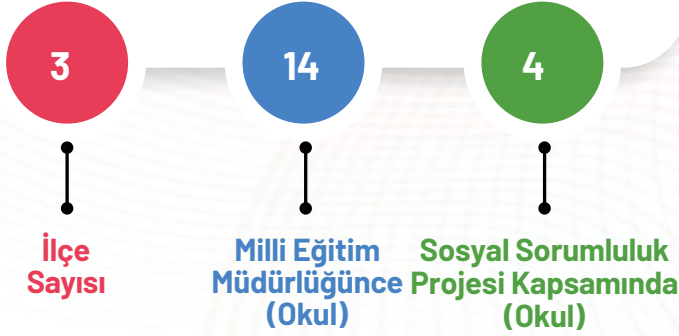 3
İlçe
Sayısı
14
Milli Eğitim
Müdürlüğünce
(Okul)
4
Sosyal Sorumluluk
Projesi Kapsamında
(Okul)